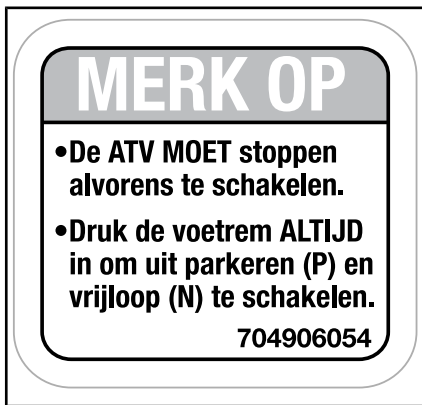 MERK OP
•De ATV MOET stoppen
alvorens te schakelen.
•Druk de voetrem ALTIJD
in om uit parkeren (P) en
vrijloop (N) te schakelen.
704906054